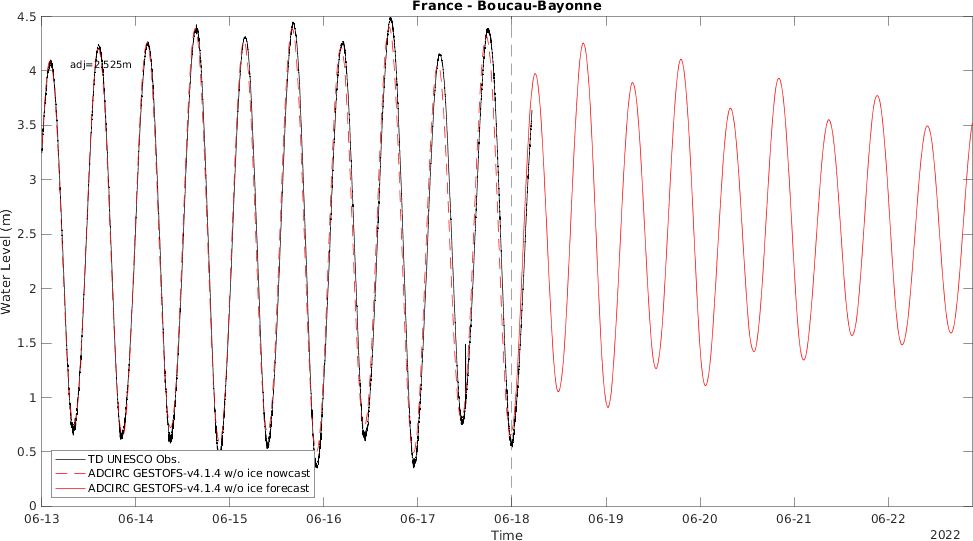 France - Boucau-Bayonne
4.5
adj=2.525m
4
3.5
3
2.5
2
1.5
1
0.5
0
Water Level (m)
TD UNESCO Obs.
ADCIRC GESTOFS-v4.1.4 w/o ice nowcast
ADCIRC GESTOFS-v4.1.4 w/o ice forecast
06-13 06-14 06-15 06-16 06-17 06-18 06-19 06-20 06-21 06-22
Time
2022